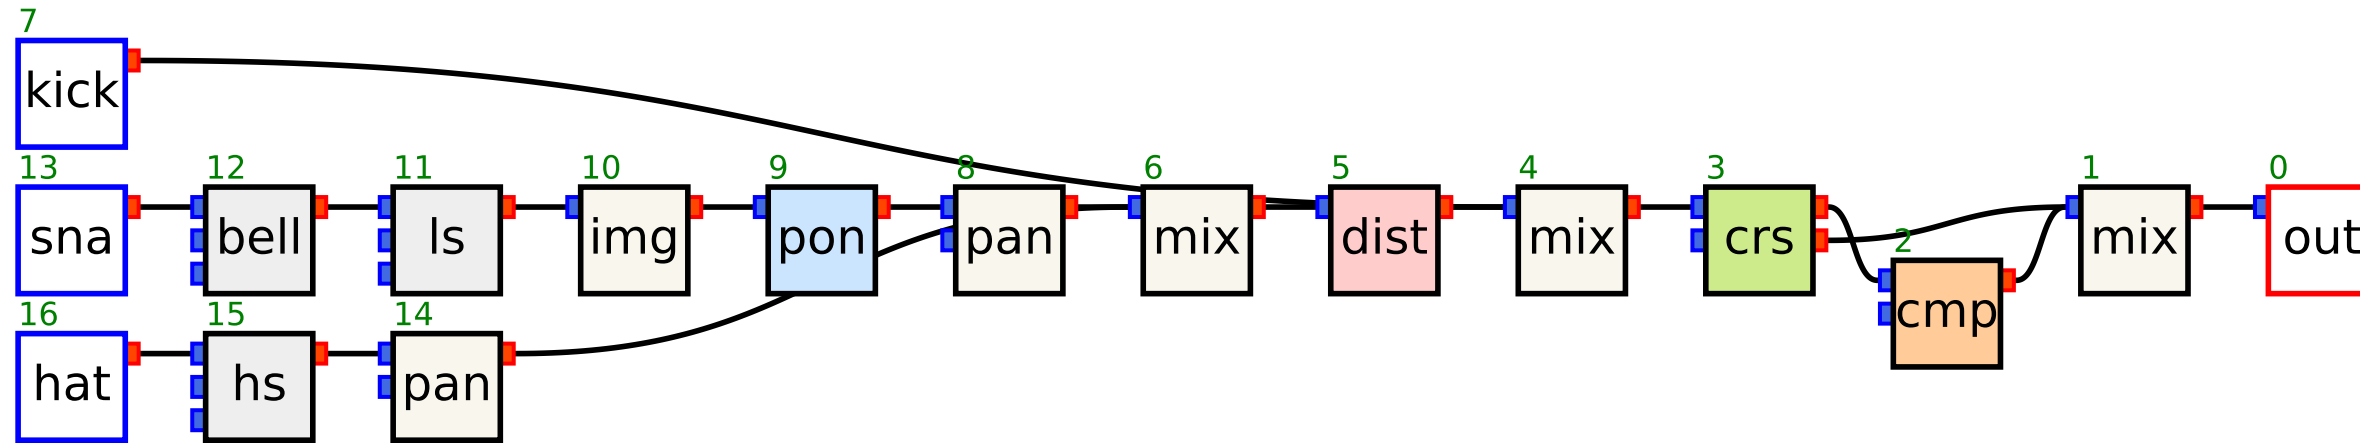 7
kick
13 12 11 10 9 8 6 5 4 3 1 0
sna bell ls img pon pan mix dist mix crs mix out
2
cmp
16 15 14
hat hs pan